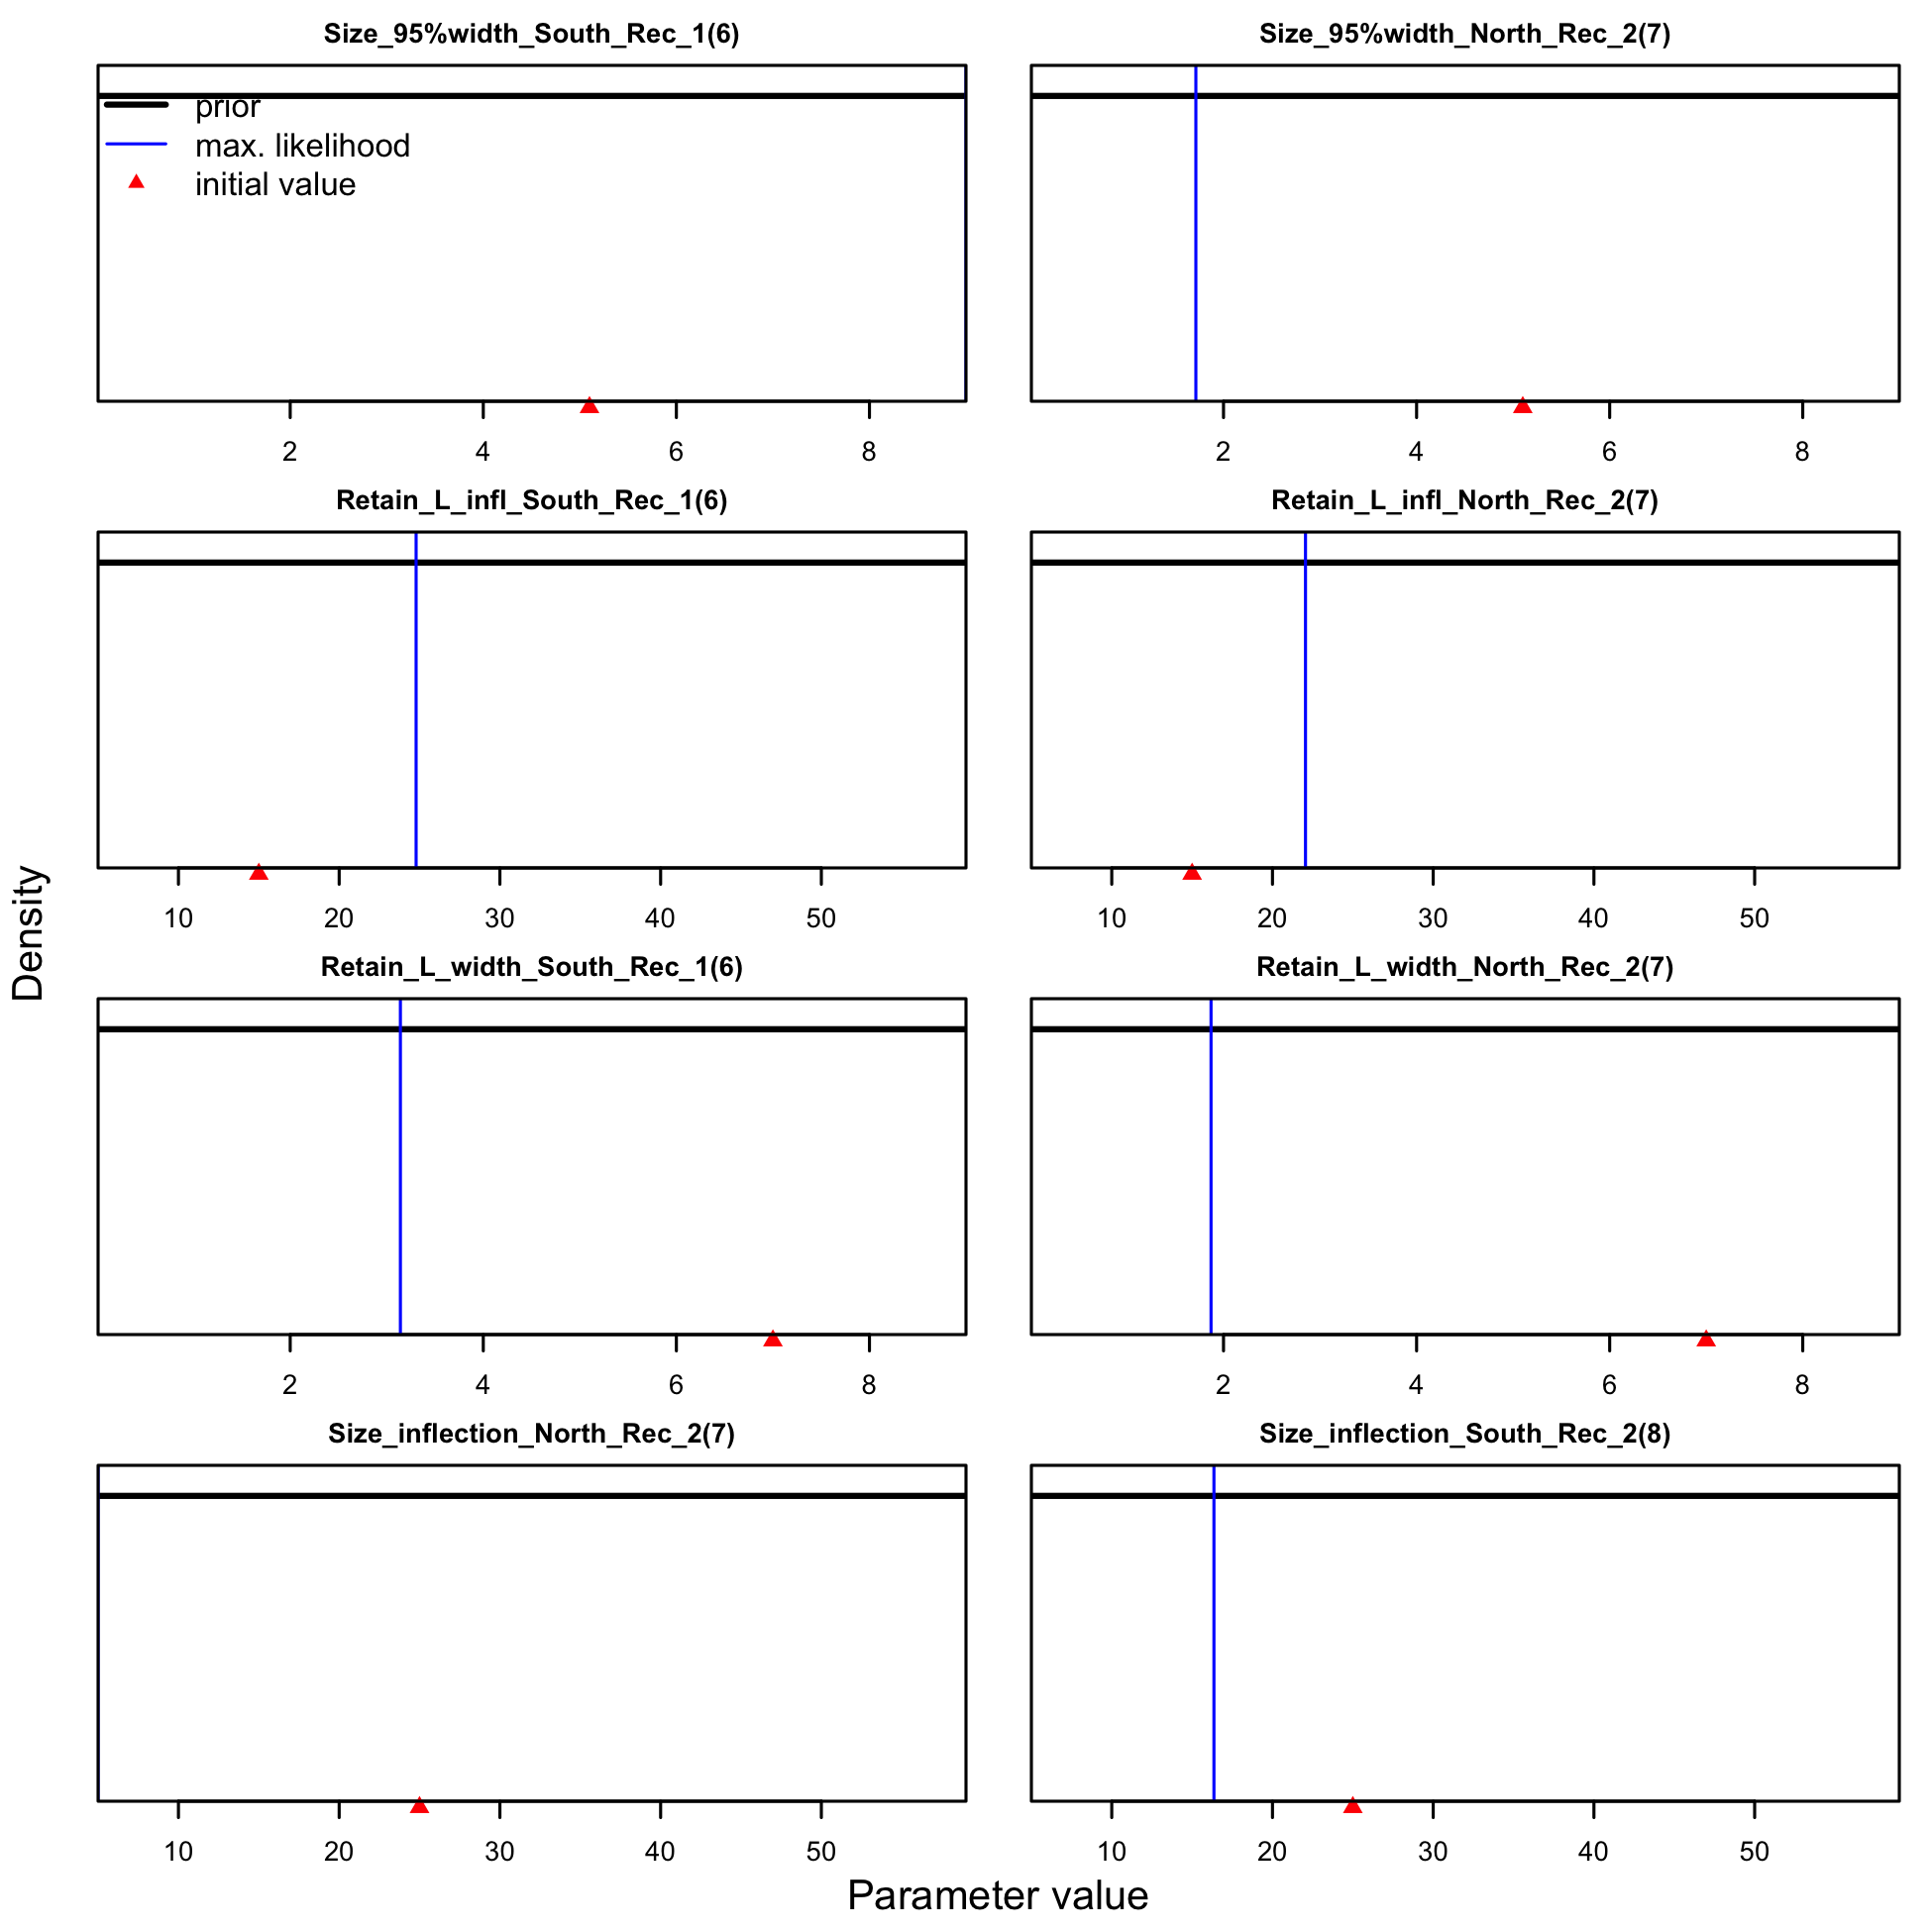 Size_95%width_South_Rec_1(6)
Size_95%width_North_Rec_2(7)
prior
max. likelihood
initial value
2 4 6 8
2 4 6 8
Retain_L_infl_South_Rec_1(6)
Retain_L_infl_North_Rec_2(7)
10 20 30 40 50
10 20 30 40 50
Density
Retain_L_width_South_Rec_1(6)
Retain_L_width_North_Rec_2(7)
2 4 6 8
2 4 6 8
Size_inflection_North_Rec_2(7)
Size_inflection_South_Rec_2(8)
10 20 30 40 50
10 20 30 40 50
Parameter value